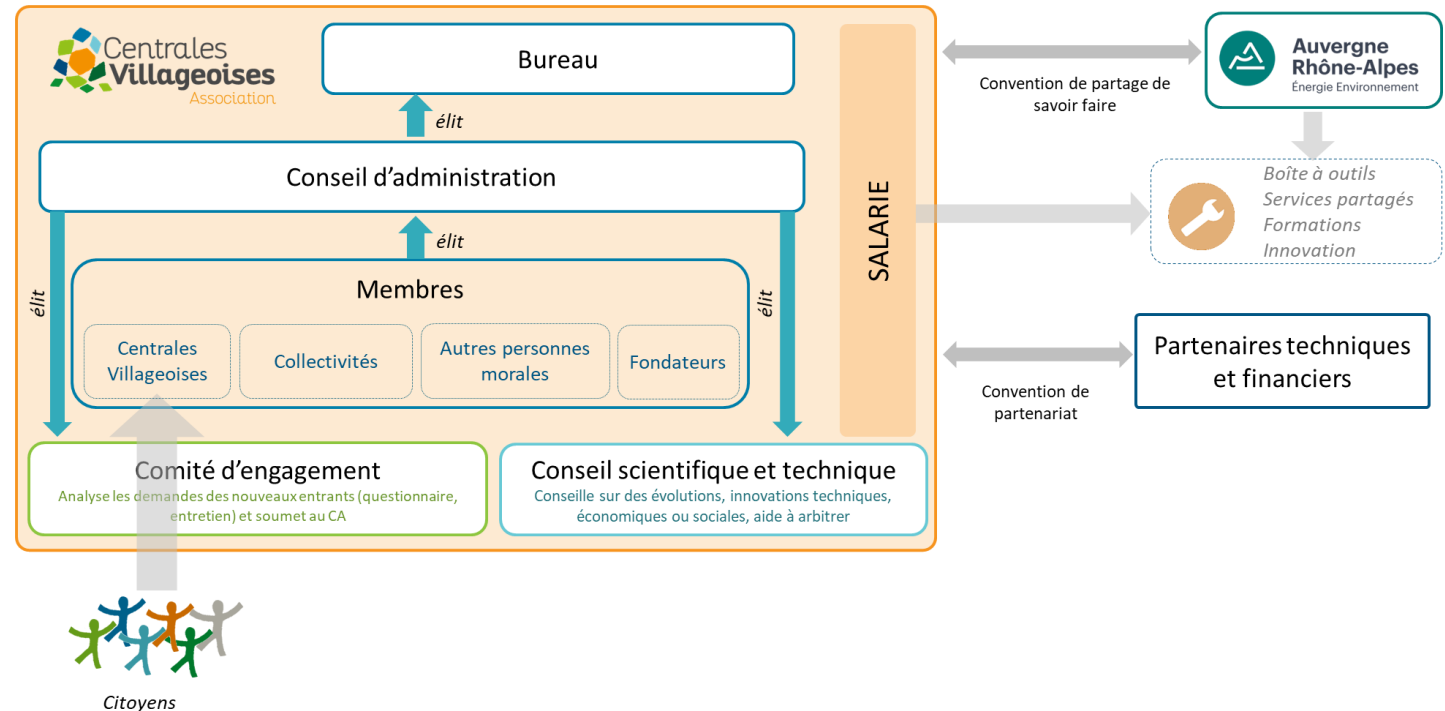 Centrales
Villageoises
Association
Bureau
élit
Conseil d'administration
élit
élit
élit
Membres
Centrales
Villageoises
Collectivités
Autres personnes
morales
Fondateurs
Comité d'engagement
Analyse les demandes des nouveaux entrants (questionnaire,
entretien) et soumet au CA
Conseil scientifique et technique
Conseille sur des évolutions, innovations techniques,
économiques ou sociales, aide à arbitrer
SALARIE
Citoyens
Convention de partage de
savoir faire
Auvergne
Rhône-Alpes
Énergie Environnement
Boîte à outils
Services partagés
Formations
Innovation
Convention de
partenariat
Partenaires techniques
et financiers